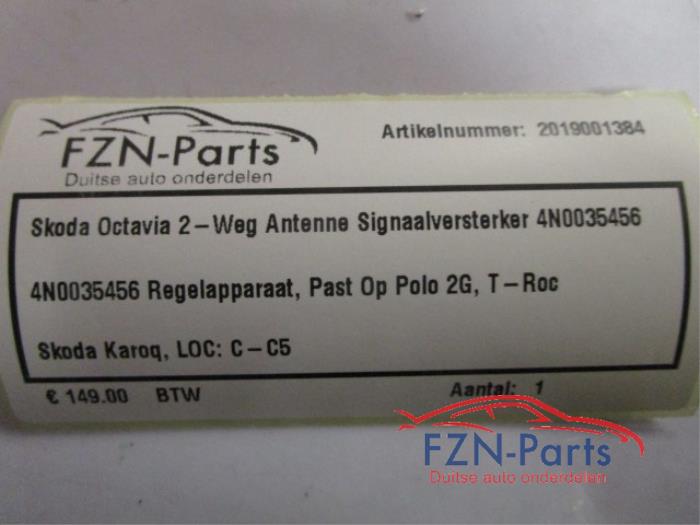 FZN-Parts
Duitse auto onderdelen
Artikelnummer: 2019001384
Skoda Octavia 2-Weg Antenne Signaalversterker 4N0035456
4N0035456 Regelapparaat, Past Op Polo 2G, T-Roc
Skoda Karoq, LOC: C-C5
€ 149.00 BTW
Aantal: 1
FZN-Parts
Duitse auto onderdelen